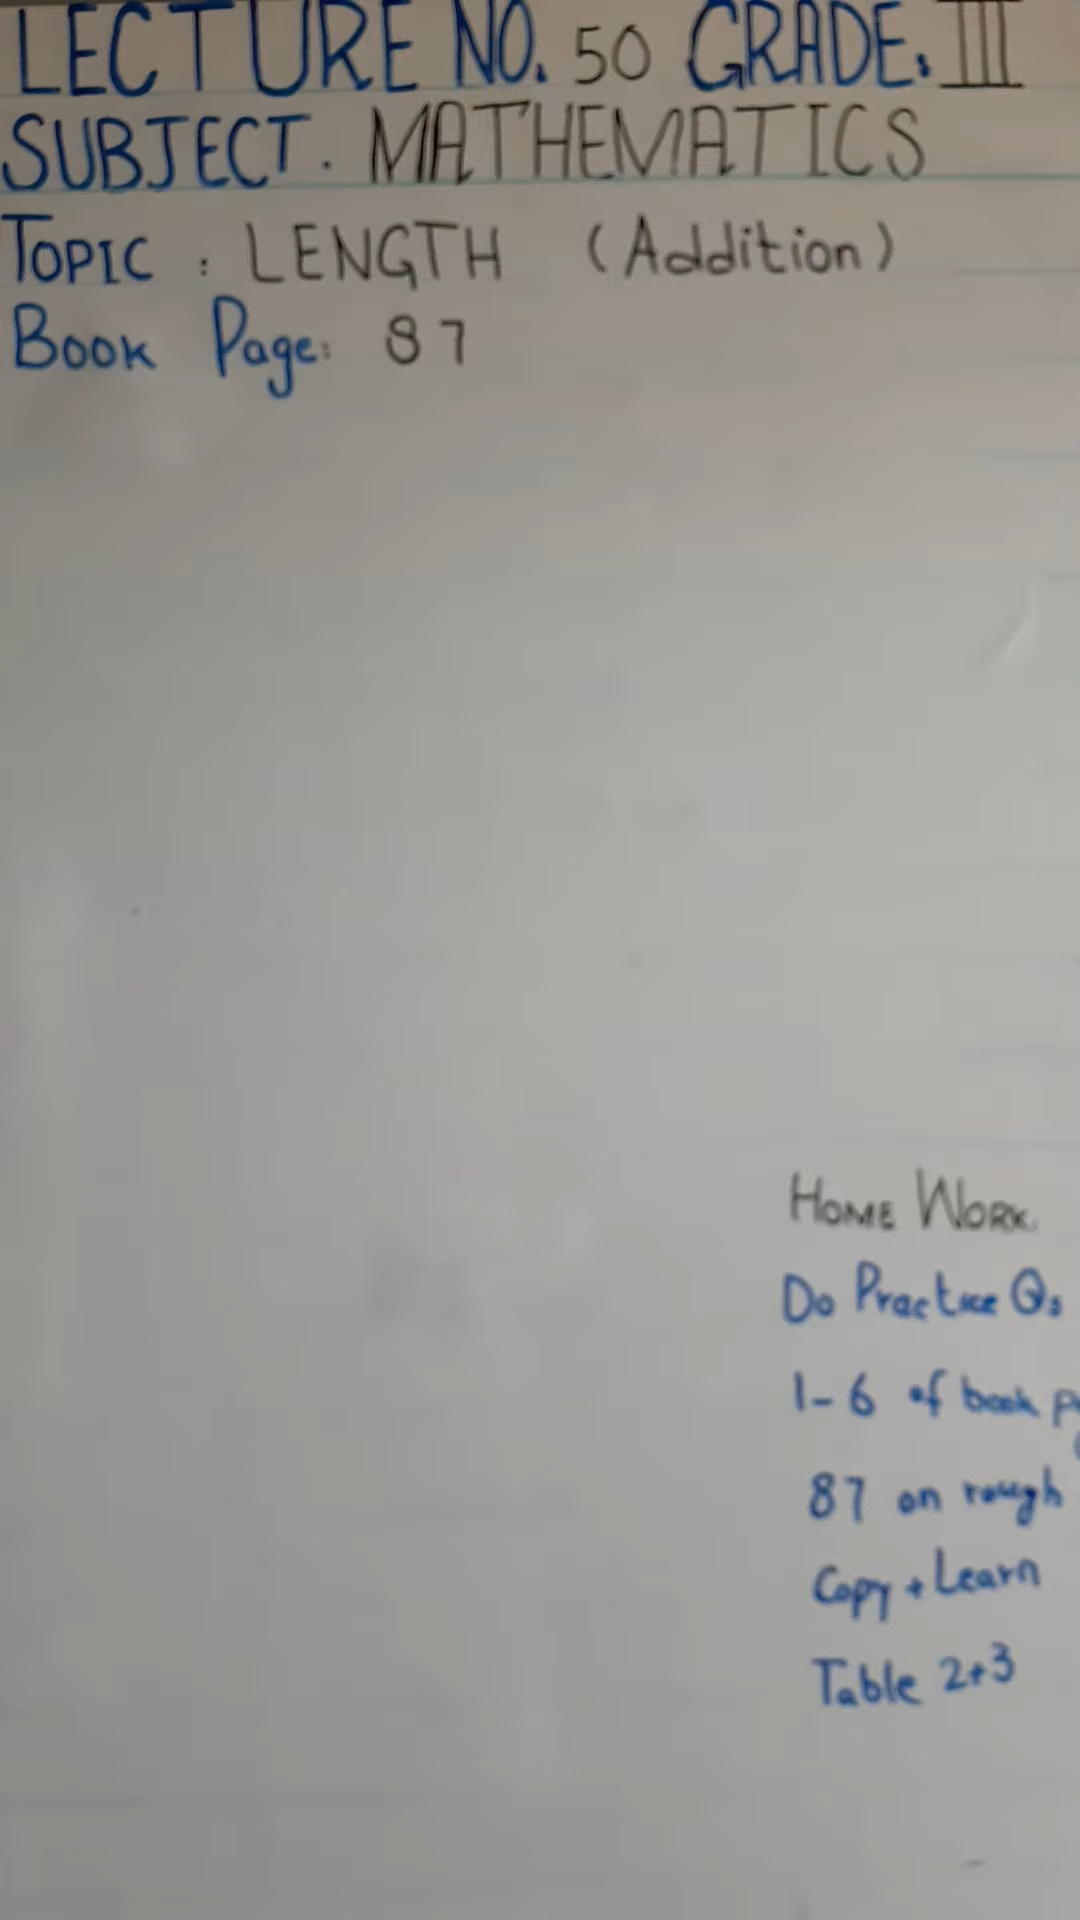 LECTURE NO. 50 GRADE. III
SUBJECT. MATHEMATICS
TOPIC : LENGTH (Addition)
BOOK Page: 87
HOME WORK.
Do Practice Qs
1-6 of book pg
87 on rough
Copy + Learn
Table 2+3